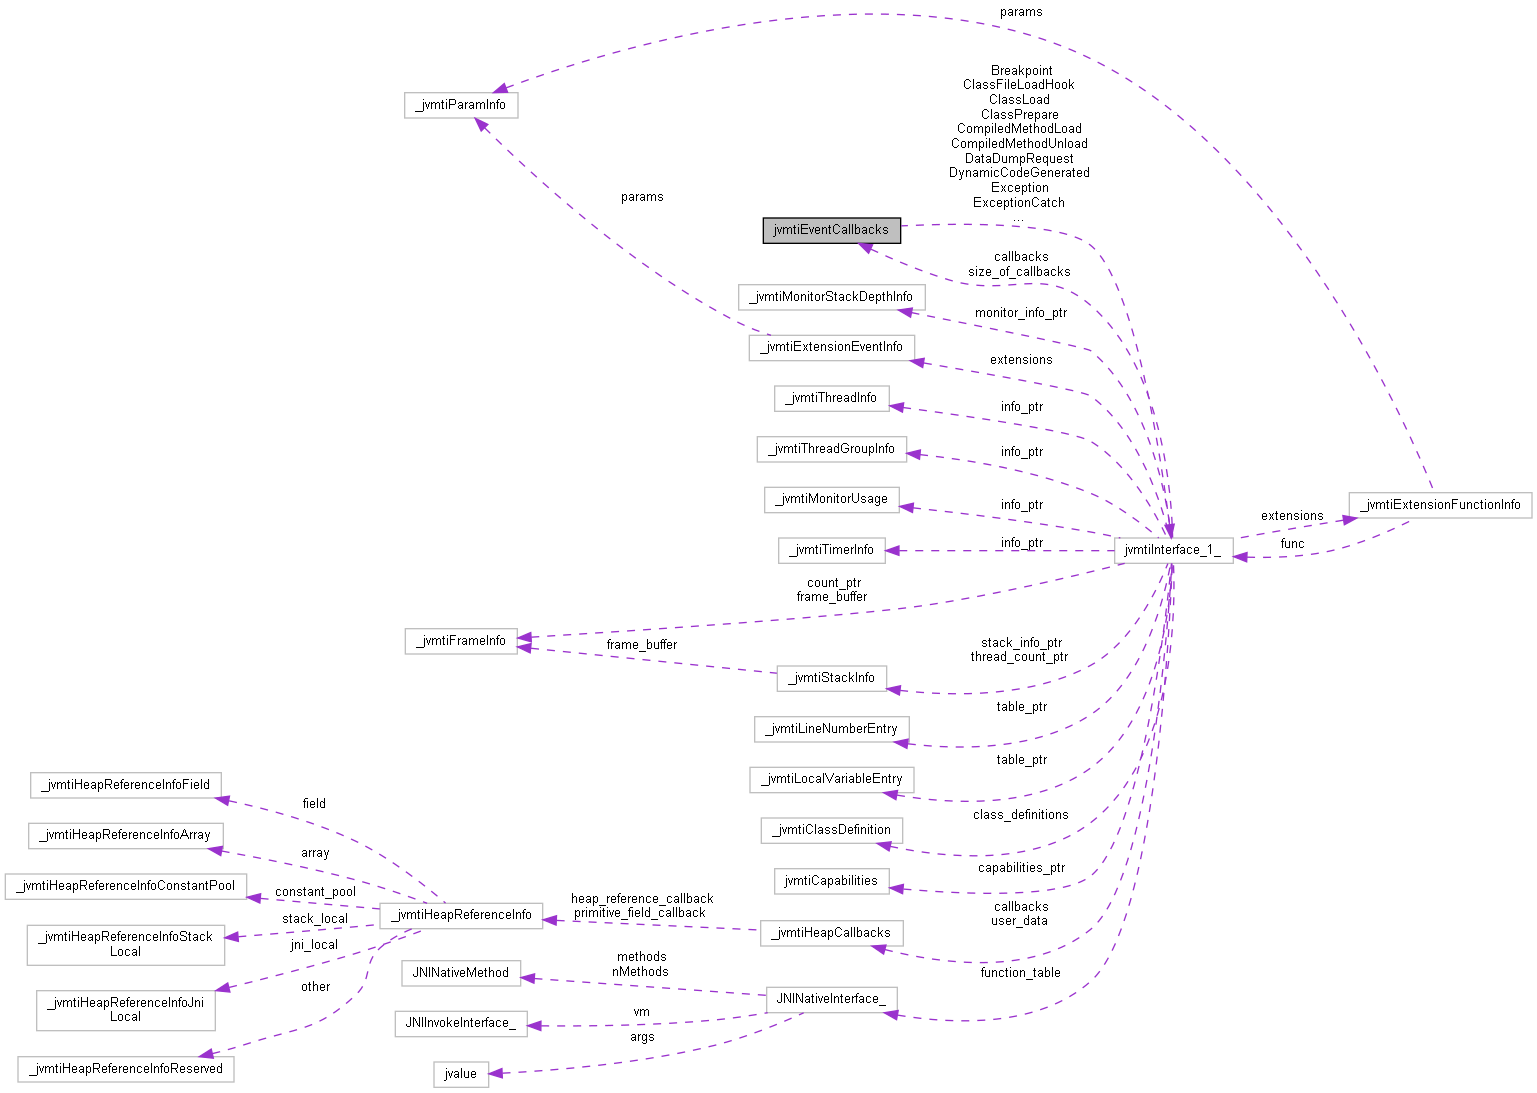 params
_jvmtiParamInfo
Breakpoint
ClassFileLoadHook
ClassLoad
ClassPrepare
CompiledMethodLoad
CompiledMethodUnload
DataDumpRequest
DynamicCodeGenerated
Exception
ExceptionCatch
...
params
jvmtiEventCallbacks
callbacks
size_of_callbacks
_jvmtiMonitorStackDepthInfo
monitor_info_ptr
_jvmtiExtensionEventInfo
extensions
_jvmtiThreadInfo
info_ptr
_jvmtiThreadGroupInfo
info_ptr
_jvmtiMonitorUsage
info_ptr
_jvmtiExtensionFunctionInfo
extensions
_jvmtiTimerInfo
info_ptr
jvmtiInterface_1_
func
count_ptr
frame_buffer
_jvmtiFrameInfo
frame_buffer
stack_info_ptr
thread_count_ptr
_jvmtiStackInfo
table_ptr
_jvmtiLineNumberEntry
table_ptr
_jvmtiLocalVariableEntry
_jvmtiHeapReferenceInfoField
field
class_definitions
_jvmtiClassDefinition
_jvmtiHeapReferenceInfoArray
array
capabilities_ptr
jvmtiCapabilities
_jvmtiHeapReferenceInfoConstantPool
constant_pool
heap_reference_callback
primitive_field_callback
callbacks
user_data
_jvmtiHeapReferenceInfo
stack_local
_jvmtiHeapCallbacks
_jvmtiHeapReferenceInfoStack
Local
jni_local
methods
nMethods
JNINativeMethod
function_table
other
_jvmtiHeapReferenceInfoJni
Local
JNINativeInterface_
vm
JNIInvokeInterface_
args
_jvmtiHeapReferenceInfoReserved
jvalue